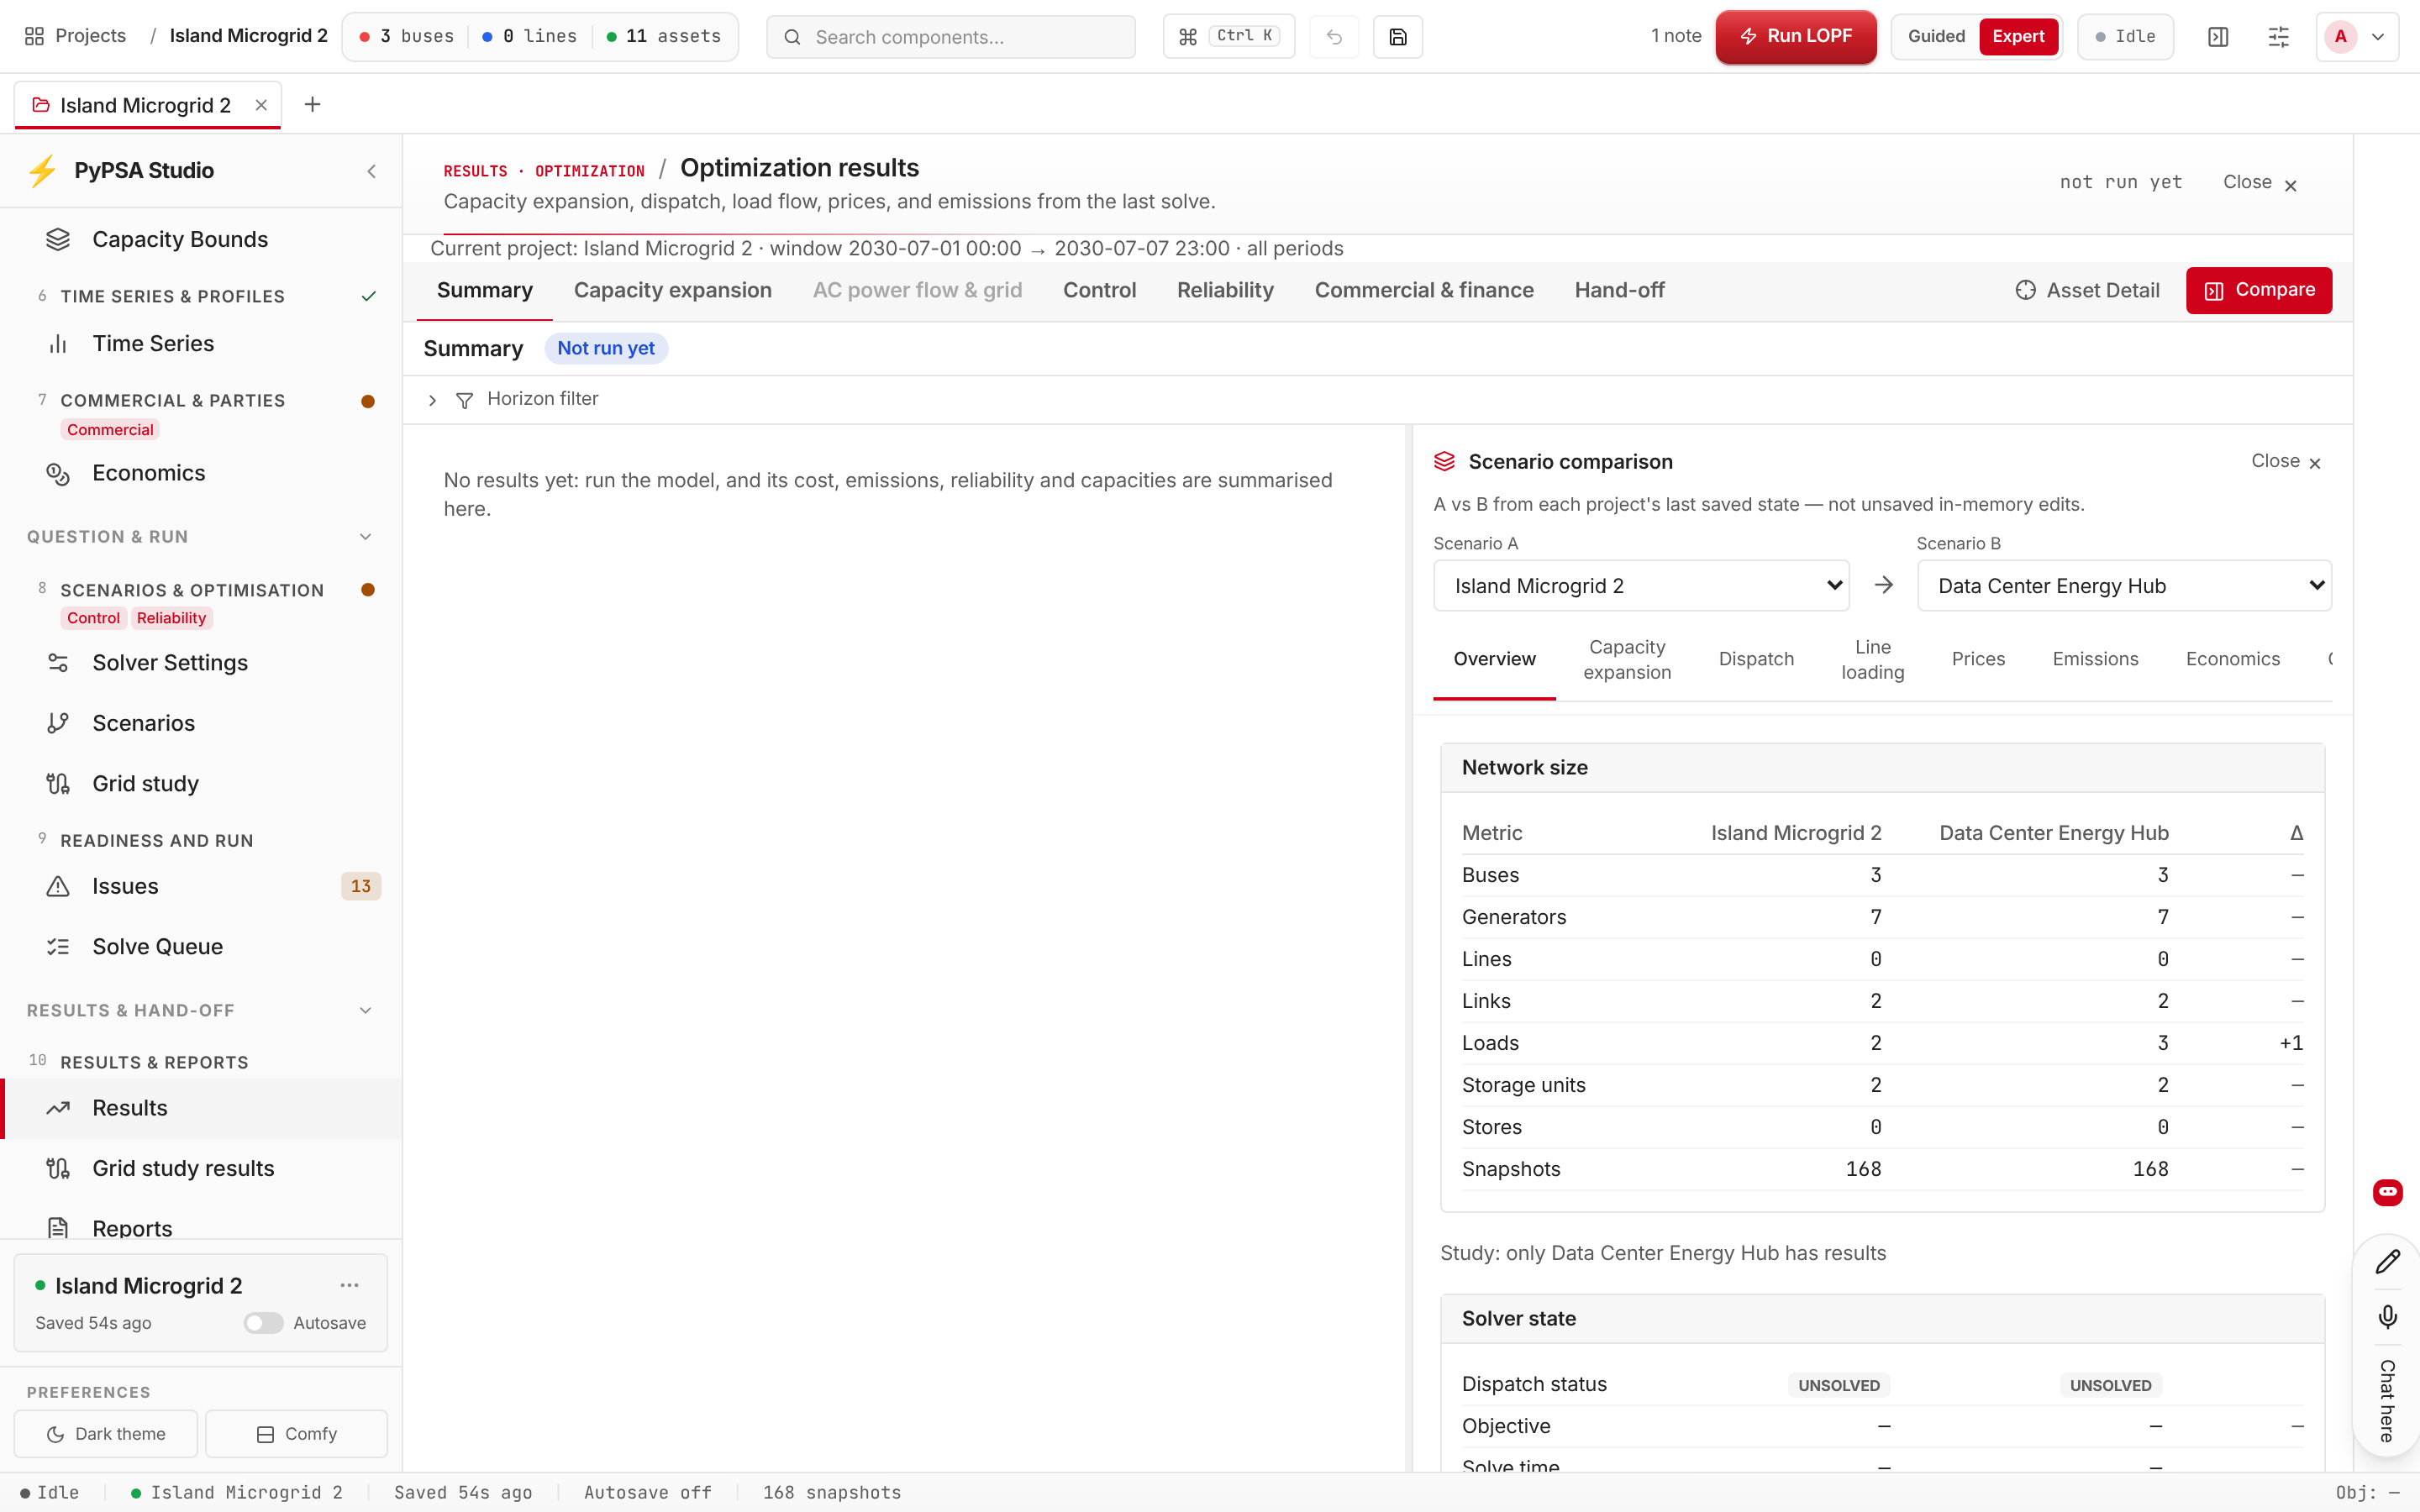 Projects / Island Microgrid 2
3 buses
0 lines
11 assets
Search components...
Ctrl K
1 note
Run LOPF
Guided
Expert
Idle
A
Island Microgrid 2
PyPSA Studio
Capacity Bounds
6 TIME SERIES & PROFILES
Time Series
7 COMMERCIAL & PARTIES
Commercial
Economics
QUESTION & RUN
8 SCENARIOS & OPTIMISATION
Control Reliability
Solver Settings
Scenarios
Grid study
9 READINESS AND RUN
Issues 13
Solve Queue
RESULTS & HAND-OFF
10 RESULTS & REPORTS
Results
Grid study results
Reports
Island Microgrid 2 ...
Saved 54s ago
Autosave
PREFERENCES
Dark theme
Comfy
RESULTS · OPTIMIZATION / Optimization results
Capacity expansion, dispatch, load flow, prices, and emissions from the last solve.
not run yet
Close
Current project: Island Microgrid 2 · window 2030-07-01 00:00 → 2030-07-07 23:00 · all periods
Summary
Capacity expansion
AC power flow & grid
Control
Reliability
Commercial & finance
Hand-off
Asset Detail
Compare
Summary
Not run yet
Horizon filter
No results yet: run the model, and its cost, emissions, reliability and capacities are summarised
here.
Scenario comparison
Close
A vs B from each project's last saved state — not unsaved in-memory edits.
Scenario A
Scenario B
Island Microgrid 2
→
Data Center Energy Hub
Overview
Capacity
expansion
Dispatch
Line
loading
Prices
Emissions
Economics
Network size
Metric Island Microgrid 2 Data Center Energy Hub Δ
Buses 3 3 —
Generators 7 7 —
Lines 0 0 —
Links 2 2 —
Loads 2 3 +1
Storage units 2 2 —
Stores 0 0 —
Snapshots 168 168 —
Study: only Data Center Energy Hub has results
Solver state
Dispatch status UNSOLVED UNSOLVED
Objective — — —
Solve time — —
Chat here
Idle
Island Microgrid 2
Saved 54s ago
Autosave off
168 snapshots
Obj: —